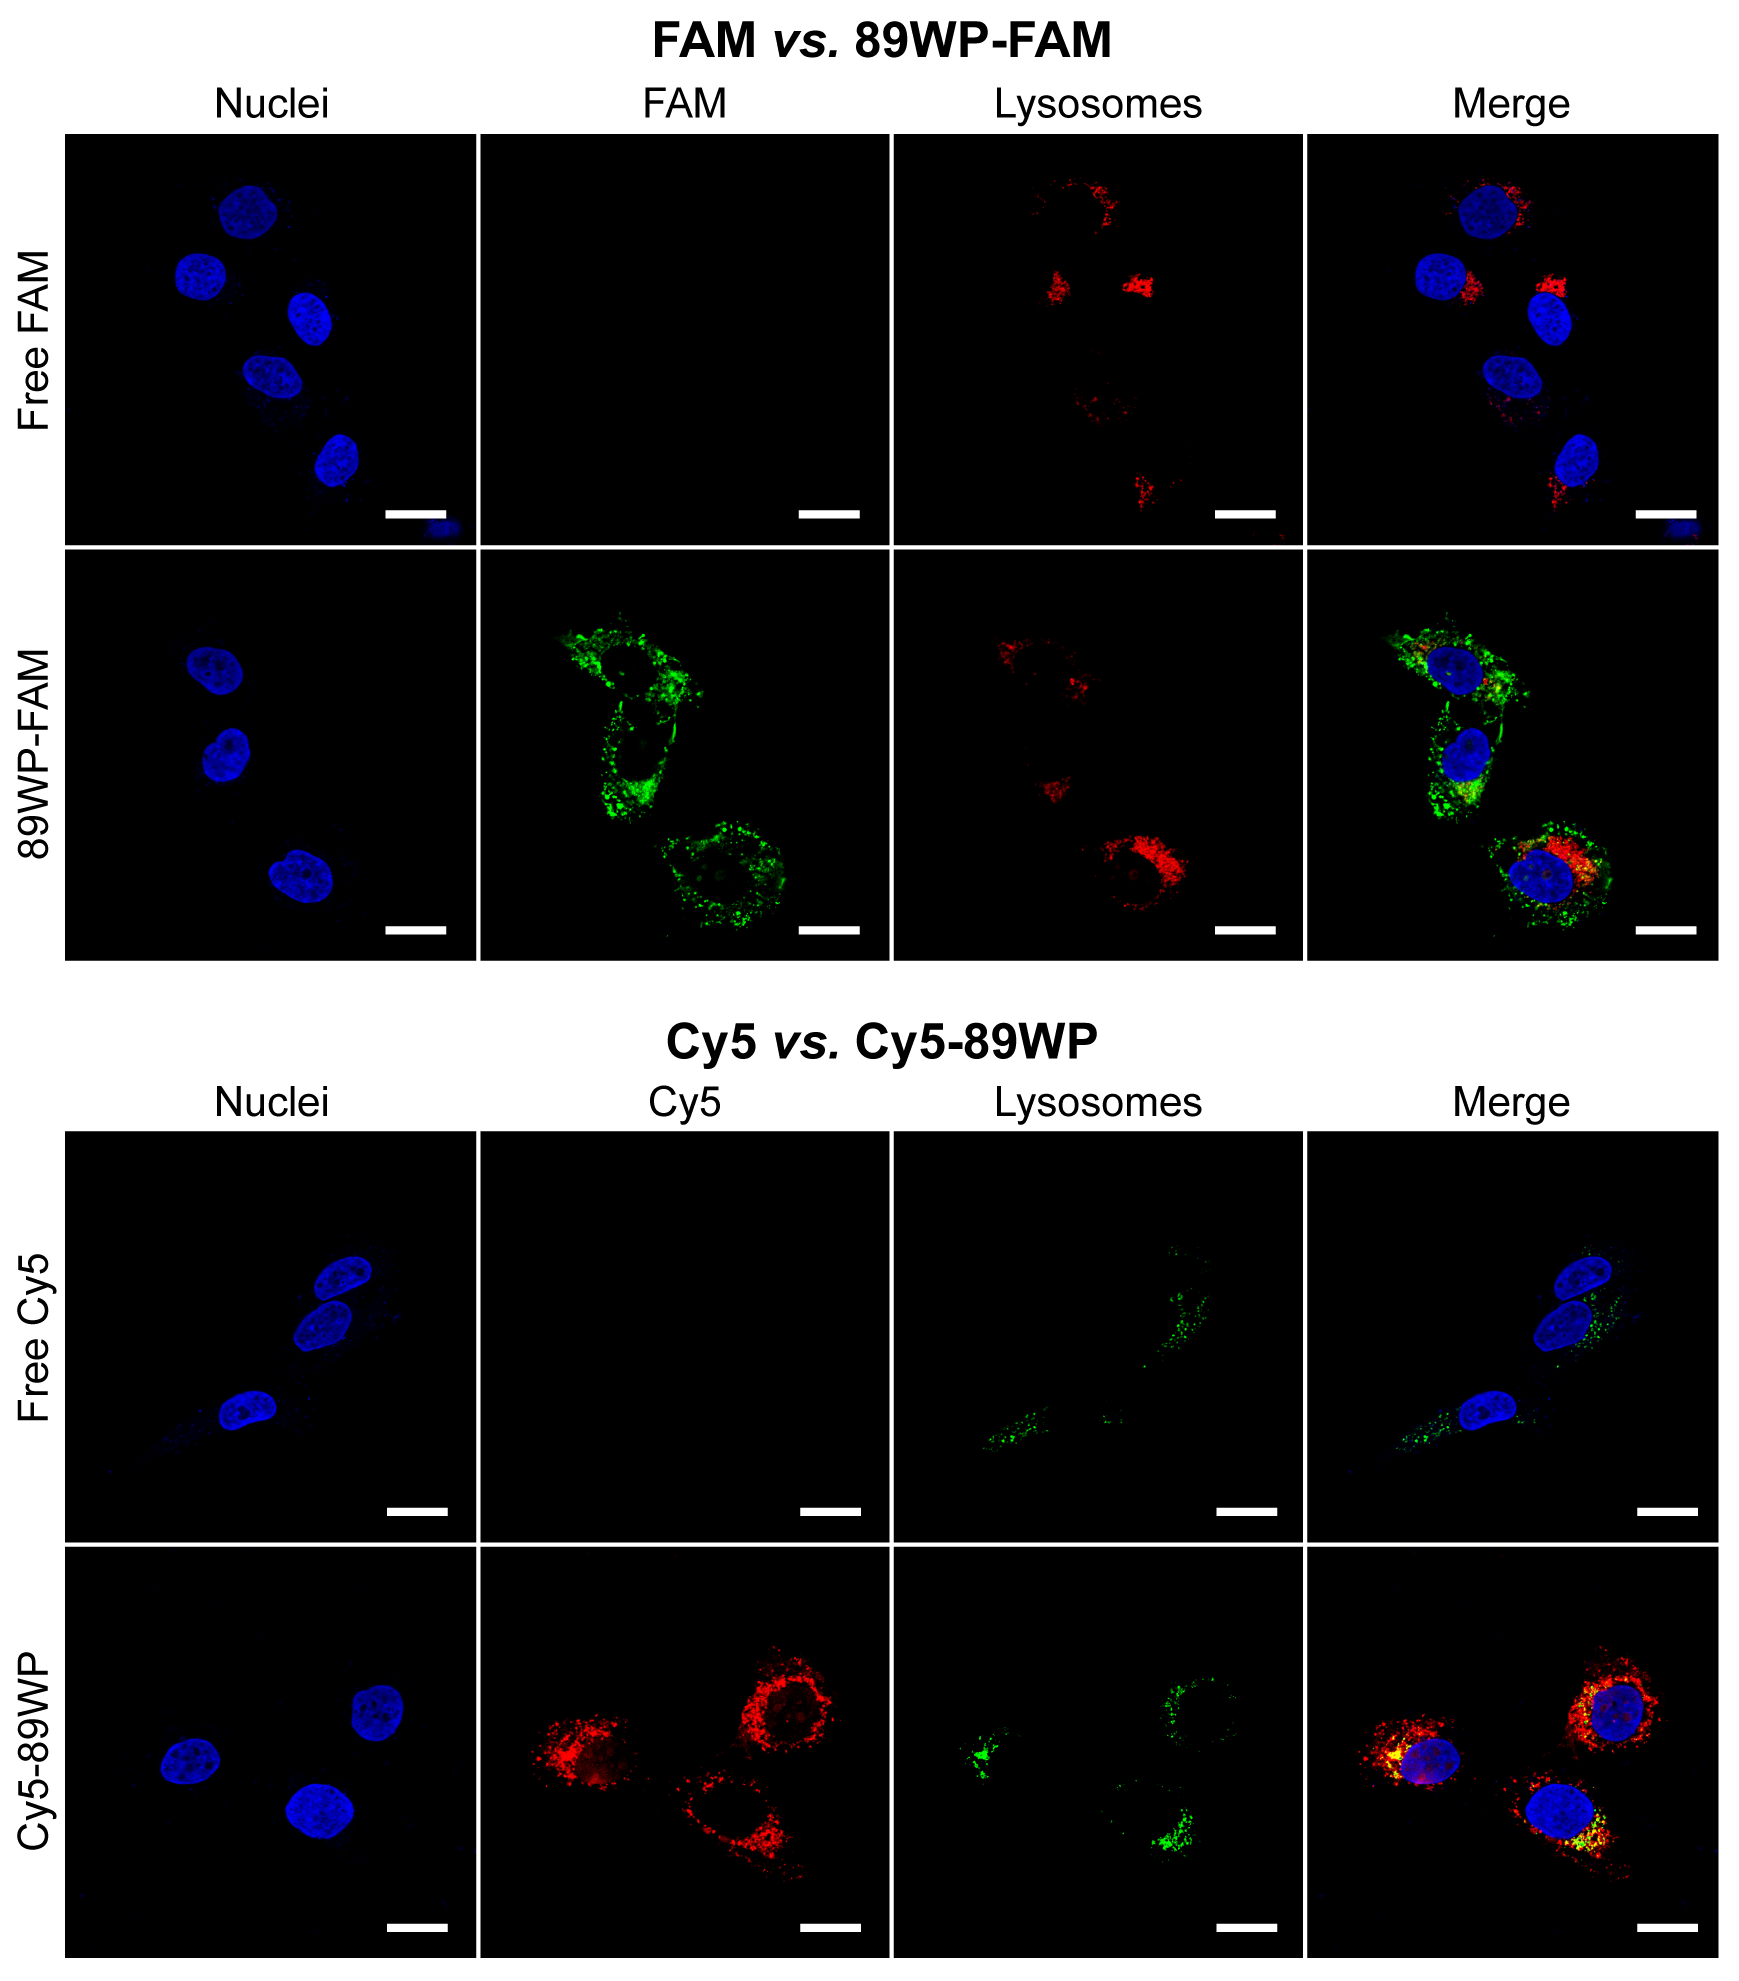 FAM vs. 89WP-FAM
Nuclei FAM Lysosomes Merge
Free FAM
89WP-FAM
Cy5 vs. Cy5-89WP
Nuclei Cy5 Lysosomes Merge
Free Cy5
Cy5-89WP